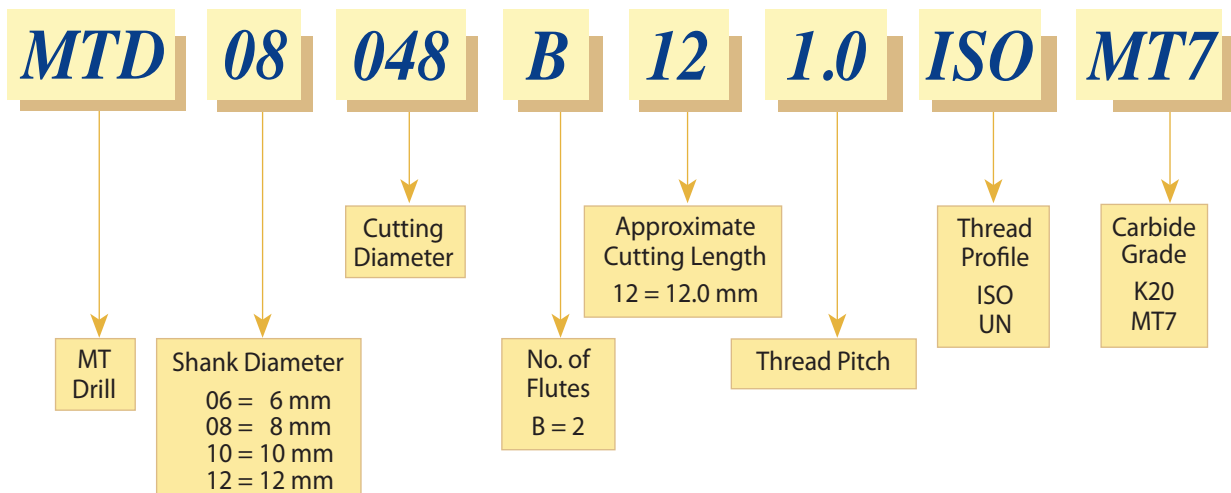 MTD 08 048 B 12 1.0 ISO MT7
MT
Drill
Shank Diameter
06 = 6 mm
08 = 8 mm
10 = 10 mm
12 = 12 mm
Cutting
Diameter
No. of
Flutes
B = 2
Approximate
Cutting Length
12 = 12.0 mm
Thread Pitch
Thread
Profile
ISO
UN
Carbide
Grade
K20
MT7